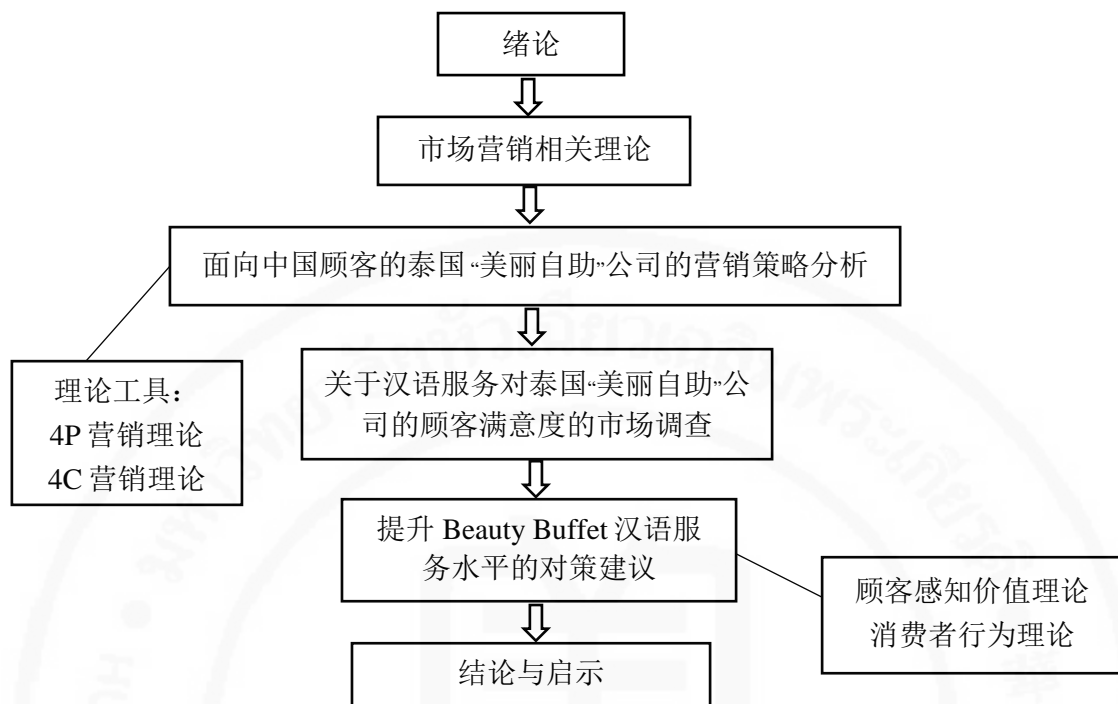 绪论
市场营销相关理论
面向中国顾客的泰国“美丽自助”公司的营销策略分析
关于汉语服务对泰国“美丽自助”公
司的顾客满意度的市场调查
理论工具：
4P 营销理论
4C 营销理论
提升 Beauty Buffet 汉语服
务水平的对策建议
顾客感知价值理论
消费者行为理论
结论与启示